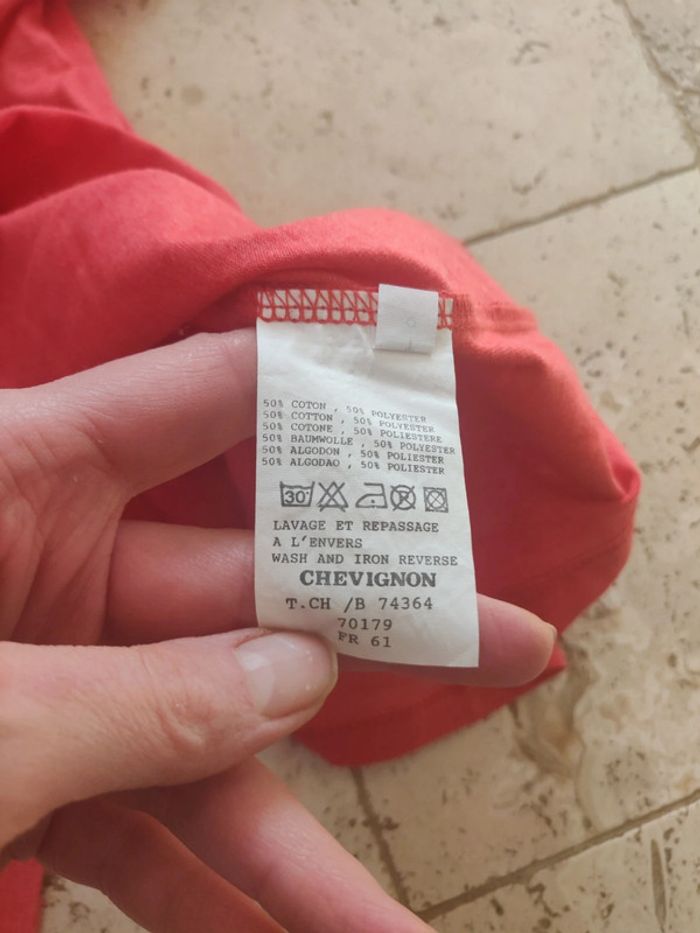 50% COTON , 50% POLYESTER
50% COTTON , 50% POLYESTER
50% COTONE , 50% POLIESTERE
50% BAUMWOLLE , 50% POLYESTER
50% ALGODON , 50% POLIESTER
50% ALGODAO , 50% POLIESTER
30°
LAVAGE ET REPASSAGE
A L'ENVERS
WASH AND IRON REVERSE
CHEVIGNON
T.CH /B 74364
70179
FR 61